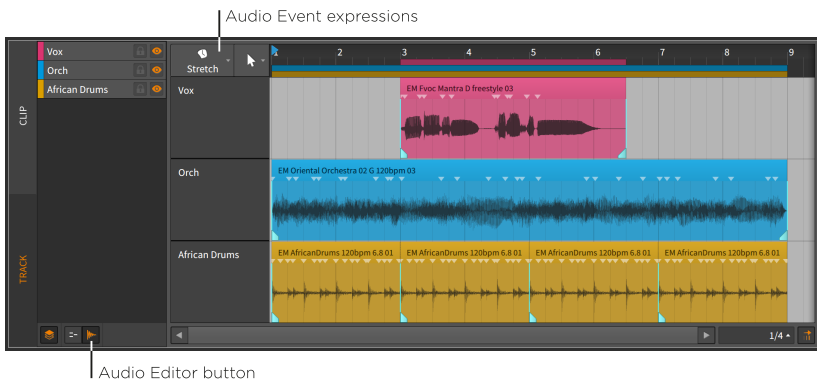 Audio Event expressions
Vox
Orch
African Drums
Stretch
2 3 4 5 6 7 8 9
CLIP
TRACK
Vox
EM Fvoc Mantra D freestyle 03
Orch
EM Oriental Orchestra 02 G 120bpm 03
African Drums
EM AfricanDrums 120bpm 6.8 01 EM AfricanDrums 120bpm 6.8 01 EM AfricanDrums 120bpm 6.8 01 EM AfricanDrums 120bpm 6.8 01
1/4
Audio Editor button